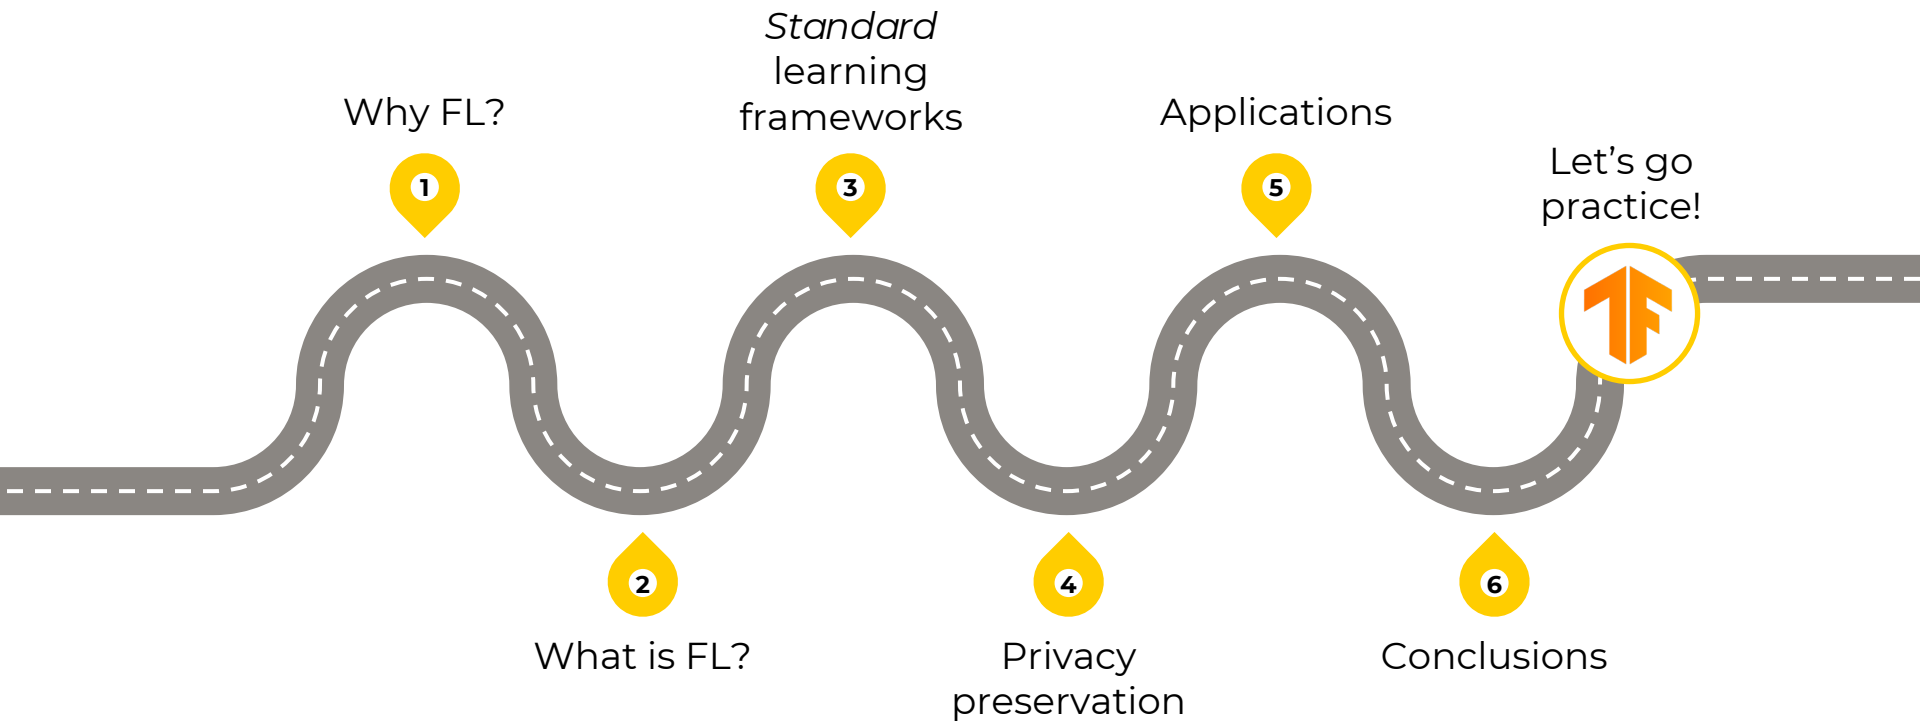 Why FL?
1
2
What is FL?
Standard
learning
frameworks
3
4
Privacy
preservation
Applications
5
6
Conclusions
Let’s go
practice!